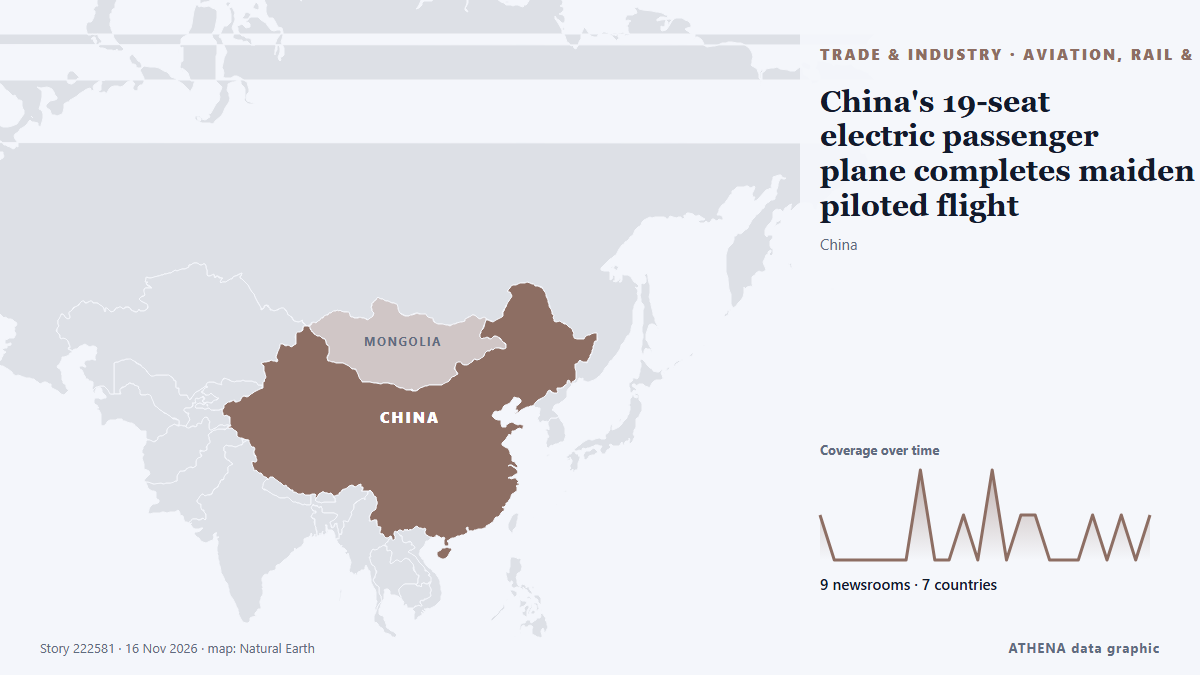 TRADE & INDUSTRY · AVIATION, RAIL &
China's 19-seat
electric passenger
plane completes maiden
piloted flight
China
MONGOLIA
CHINA
Coverage over time
9 newsrooms · 7 countries
Story 222581 · 16 Nov 2026 · map: Natural Earth
ATHENA data graphic